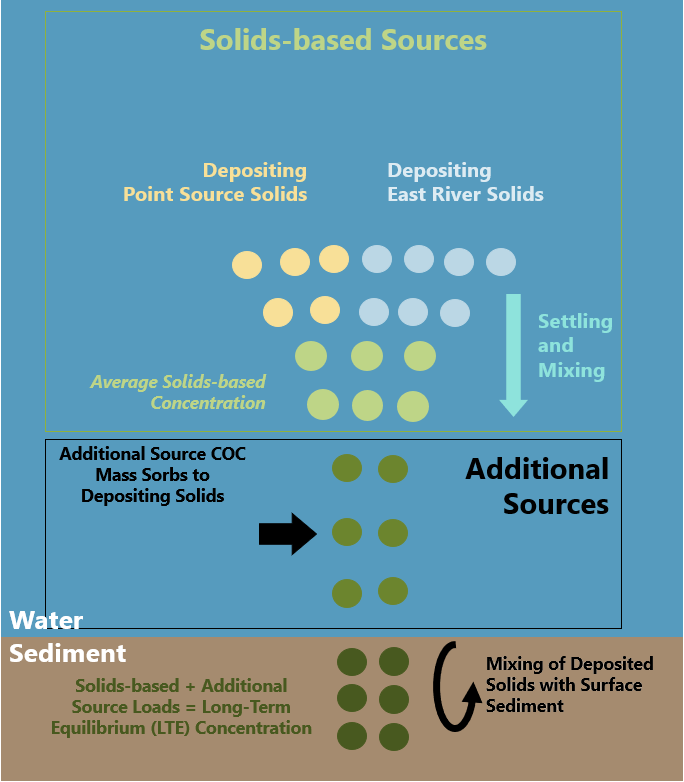 Solids-based Sources
Depositing
Point Source Solids
Depositing
East River Solids
Settling
and
Mixing
Average Solids-based
Concentration
Additional Source COC
Mass Sorbs to
Depositing Solids
Additional
Sources
Water
Sediment
Solids-based + Additional
Source Loads = Long-Term
Equilibrium (LTE) Concentration
Mixing of Deposited
Solids with Surface
Sediment